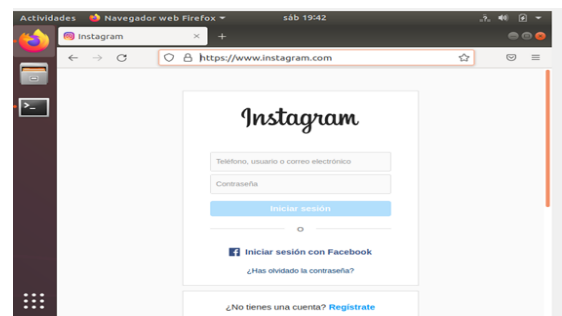 Actividades Navegador web Firefox sáb 19:42
Instagram
https://www.instagram.com
Instagram
Teléfono, usuario o correo electrónico
Contraseña
Iniciar sesión
O
Iniciar sesión con Facebook
¿Has olvidado la contraseña?
¿No tienes una cuenta? Regístrate